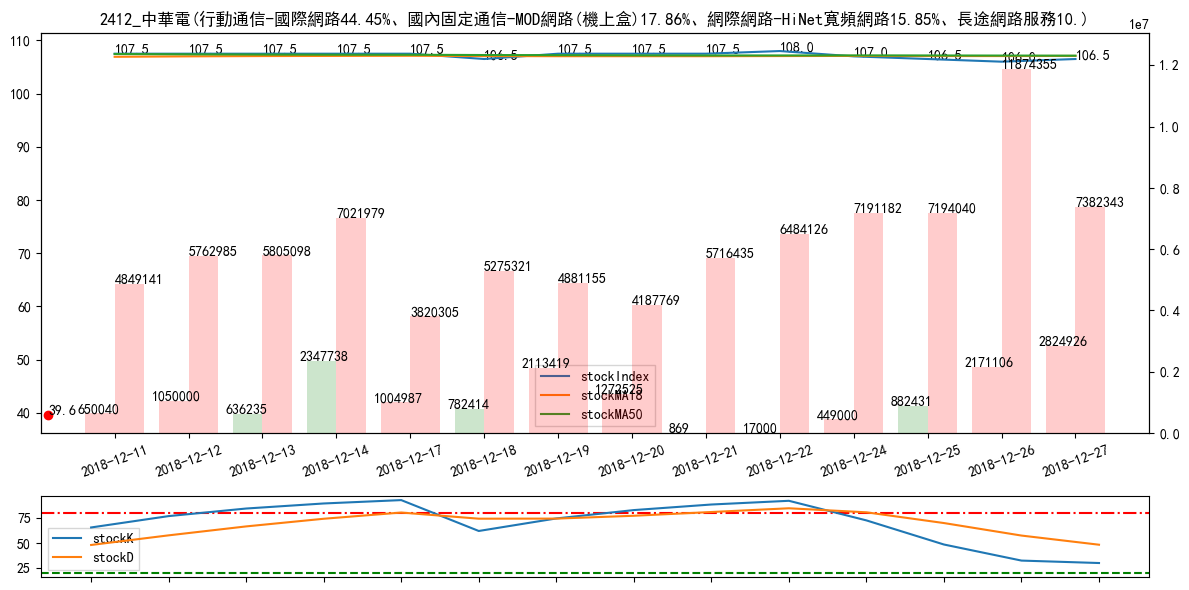 2412_中華電(行動通信-國際網路44.45%、國內固定通信-MOD網路(機上盒)17.86%、網際網路-HiNet寬頻網路15.85%、長途網路服務10.)
1e7
110
100
90
80
70
60
50
40
1.2
1.0
0.8
0.6
0.4
0.2
0.0
107.5 107.5 107.5 107.5 107.5 106.5 107.5 107.5 107.5 108.0 107.0 106.5 106.0 106.5
4849141 5762985 5805098 7021979 3820305 5275321 4881155 4187769 5716435 6484126 7191182 7194040 11874355 7382343
39.6
650040 1050000 636235 2347738 1004987 782414 2113419 1272525 869 17000 449000 882431 2171106 2824926
stockIndex
stockMA18
stockMA50
2018-12-11 2018-12-12 2018-12-13 2018-12-14 2018-12-17 2018-12-18 2018-12-19 2018-12-20 2018-12-21 2018-12-22 2018-12-24 2018-12-25 2018-12-26 2018-12-27
75
50
25
stockK
stockD